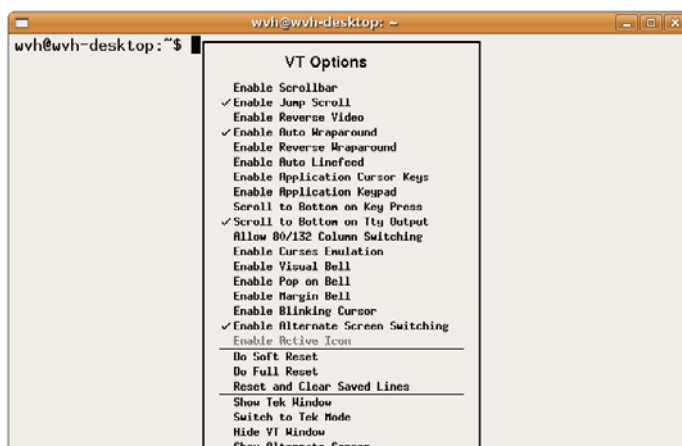 wvh@wvh-desktop: ~
wvh@wvh-desktop:~$
VT Options
Enable Scrollbar
✓Enable Jump Scroll
Enable Reverse Video
✓Enable Auto Wraparound
Enable Reverse Wraparound
Enable Auto Linefeed
Enable Application Cursor Keys
Enable Application Keypad
Scroll to Bottom on Key Press
✓Scroll to Bottom on Tty Output
Allow 80/132 Column Switching
Enable Curses Emulation
Enable Visual Bell
Enable Pop on Bell
Enable Margin Bell
Enable Blinking Cursor
✓Enable Alternate Screen Switching
Enable Active Icon
Do Soft Reset
Do Full Reset
Reset and Clear Saved Lines
Show Tek Window
Switch to Tek Mode
Hide VT Window
Show Alternate Screen